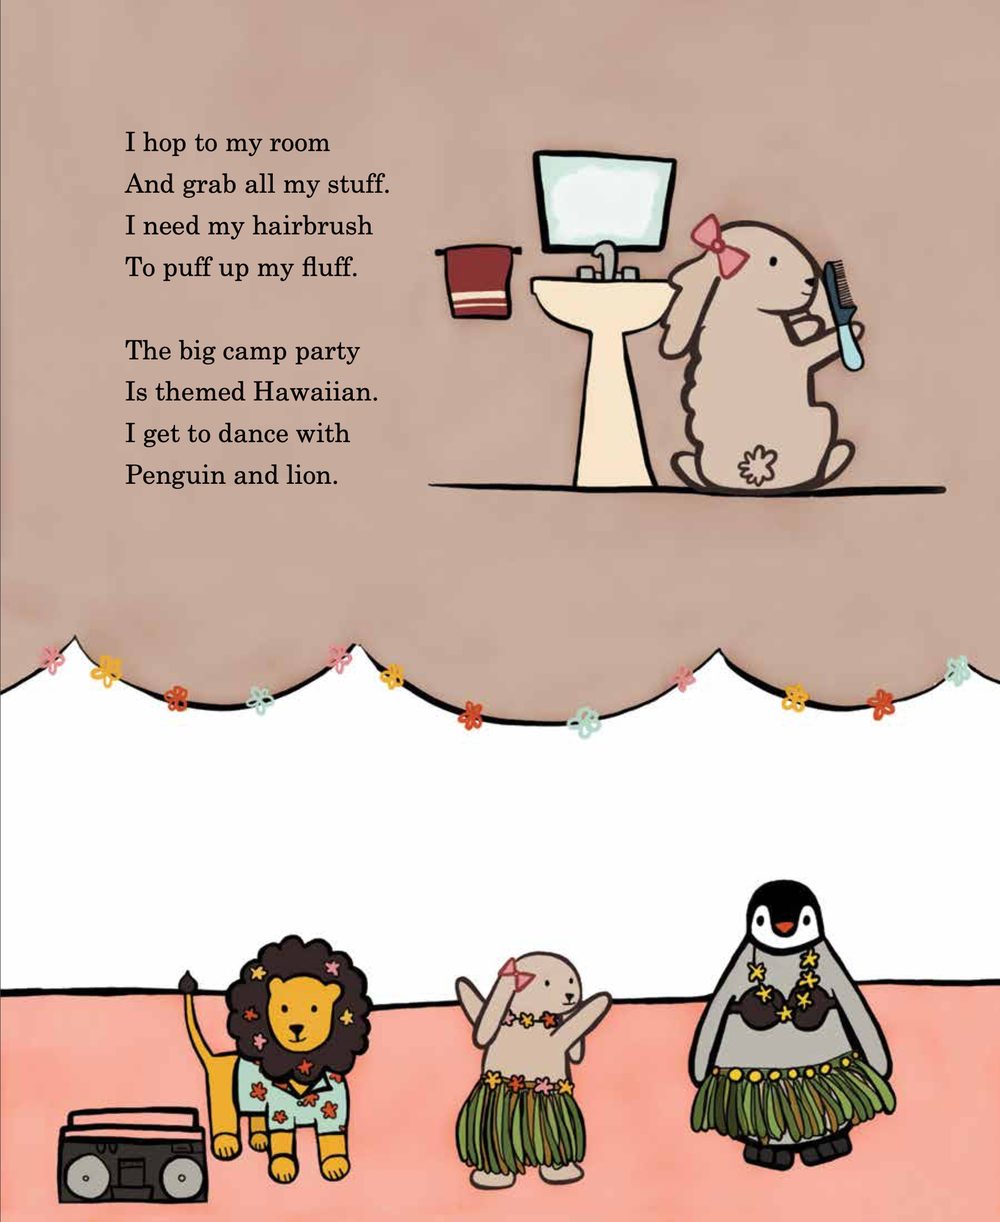 I hop to my room
And grab all my stuff.
I need my hairbrush
To puff up my fluff.
The big camp party
Is themed Hawaiian.
I get to dance with
Penguin and lion.